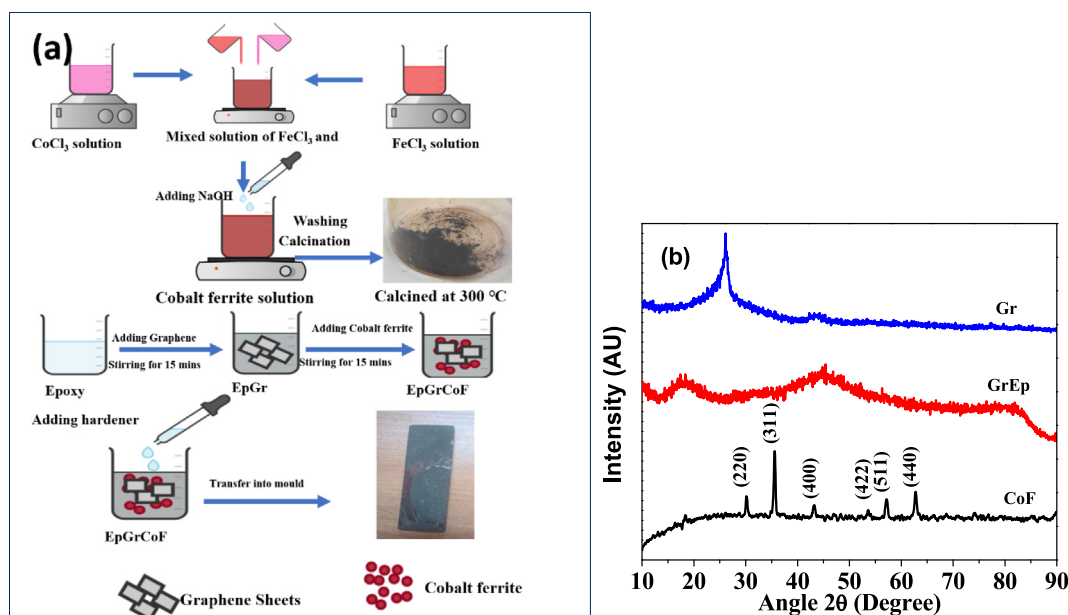 (a)
CoCl₃ solution
Mixed solution of FeCl₃ and
FeCl₃ solution
Adding NaOH
Washing
Calcination
Cobalt ferrite solution
Calcined at 300 °C
Adding Graphene
Stirring for 15 mins
Adding Cobalt ferrite
Stirring for 15 mins
Epoxy
EpGr
EpGrCoF
Adding hardener
Transfer into mould
EpGrCoF
Graphene Sheets
Cobalt ferrite
(b)
Gr
GrEp
CoF
(220)
(311)
(400)
(422)
(511)
(440)
Intensity (AU)
10 20 30 40 50 60 70 80 90
Angle 2θ (Degree)